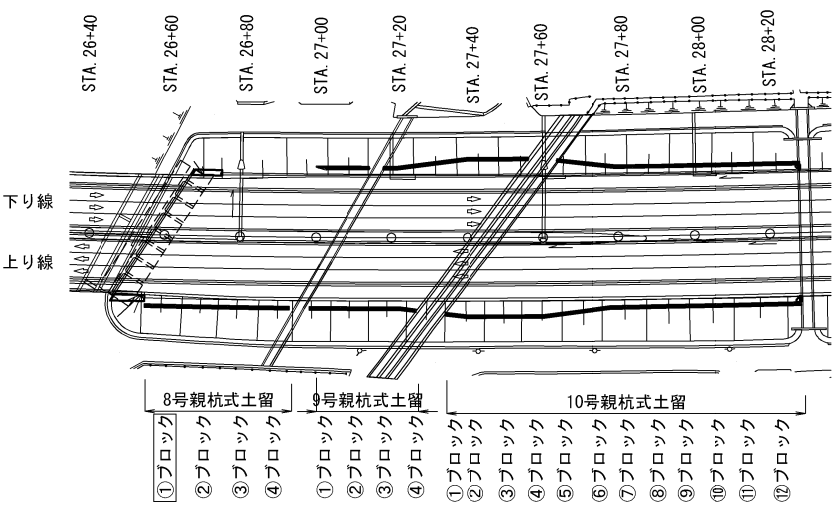 STA. 26+40
STA. 26+60
STA. 26+80
STA. 27+00
STA. 27+20
STA. 27+40
STA. 27+60
STA. 27+80
STA. 28+00
STA. 28+20
下り線
上り線
8号親杭式土留
9号親杭式土留
10号親杭式土留
①ブロック
②ブロック
③ブロック
④ブロック
①ブロック
②ブロック
③ブロック
④ブロック
①ブロック
②ブロック
③ブロック
④ブロック
⑤ブロック
⑥ブロック
⑦ブロック
⑧ブロック
⑨ブロック
⑩ブロック
⑪ブロック
⑫ブロック